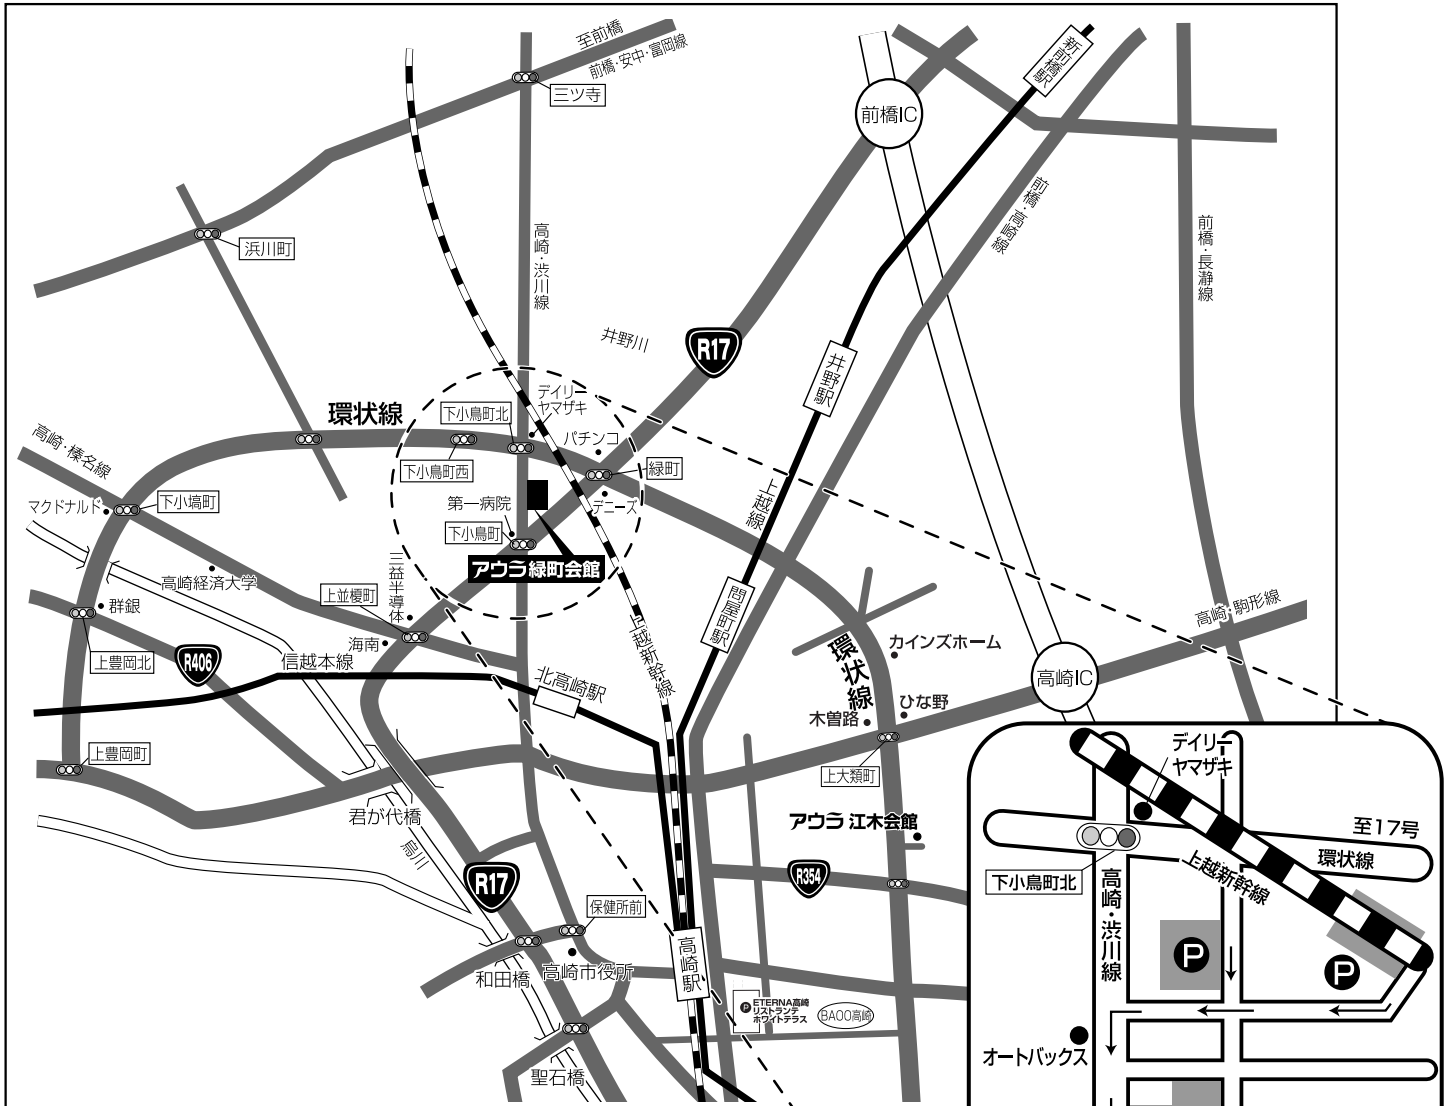 至前橋
前橋・安中・富岡線
三ツ寺
新前橋駅
前橋IC
浜川町
高崎・渋川線
前橋・高崎線
前橋・長瀞線
井野川
R17
井野駅
環状線
下小鳥町北
デイリー
ヤマザキ
パチンコ
高崎・榛名線
下小鳥町西
緑町
マクドナルド
下小塙町
第一病院
デニーズ
上越線
下小鳥町
アウラ 緑町会館
三益半導体
高崎経済大学
上並榎町
問屋町駅
群銀
高崎・駒形線
海南
上越新幹線
環状線
カインズホーム
上豊岡北
R406
信越本線
北高崎駅
高崎IC
木曽路
ひな野
上豊岡町
上大類町
君が代橋
烏川
アウラ 江木会館
R17
R354
保健所前
高崎駅
和田橋
高崎市役所
P
ETERNA高崎
リストランテ
ホワイトテラス
BAOO高崎
聖石橋
デイリー
ヤマザキ
至17号
環状線
上越新幹線
下小鳥町北
高崎・渋川線
P
P
オートバックス